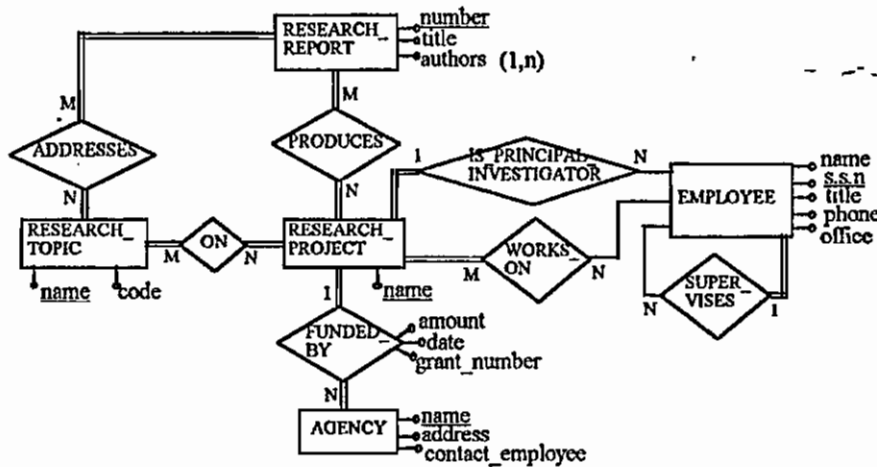 RESEARCH_
REPORT
number
title
authors (1,n)
M
M
ADDRESSES
PRODUCES
1
IS_PRINCIPAL_
INVESTIGATOR
N
EMPLOYEE
name
s.s.n
title
phone
office
N
N
RESEARCH_
TOPIC
M
ON
N
RESEARCH_
PROJECT
M
WORKS_
ON
N
name
code
1
name
N
SUPER_
VISES
1
FUNDED_
BY
amount
date
grant_number
N
AGENCY
name
address
contact_employee